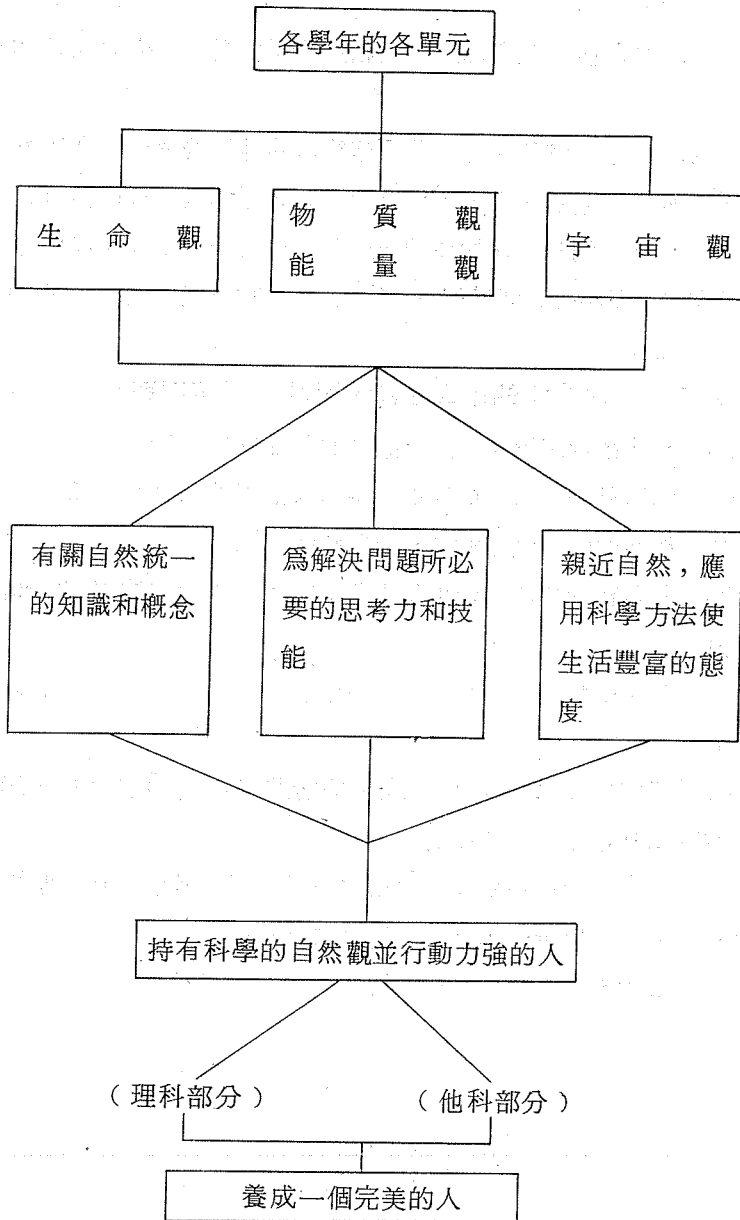 各學年的各單元
生命觀
物質觀
能量觀
宇宙觀
有關自然統一
的知識和概念
爲解決問題所必
要的思考力和技
能
親近自然，應
用科學方法使
生活豐富的態
度
持有科學的自然觀並行動力強的人
（理科部分）
（他科部分）
養成一個完美的人